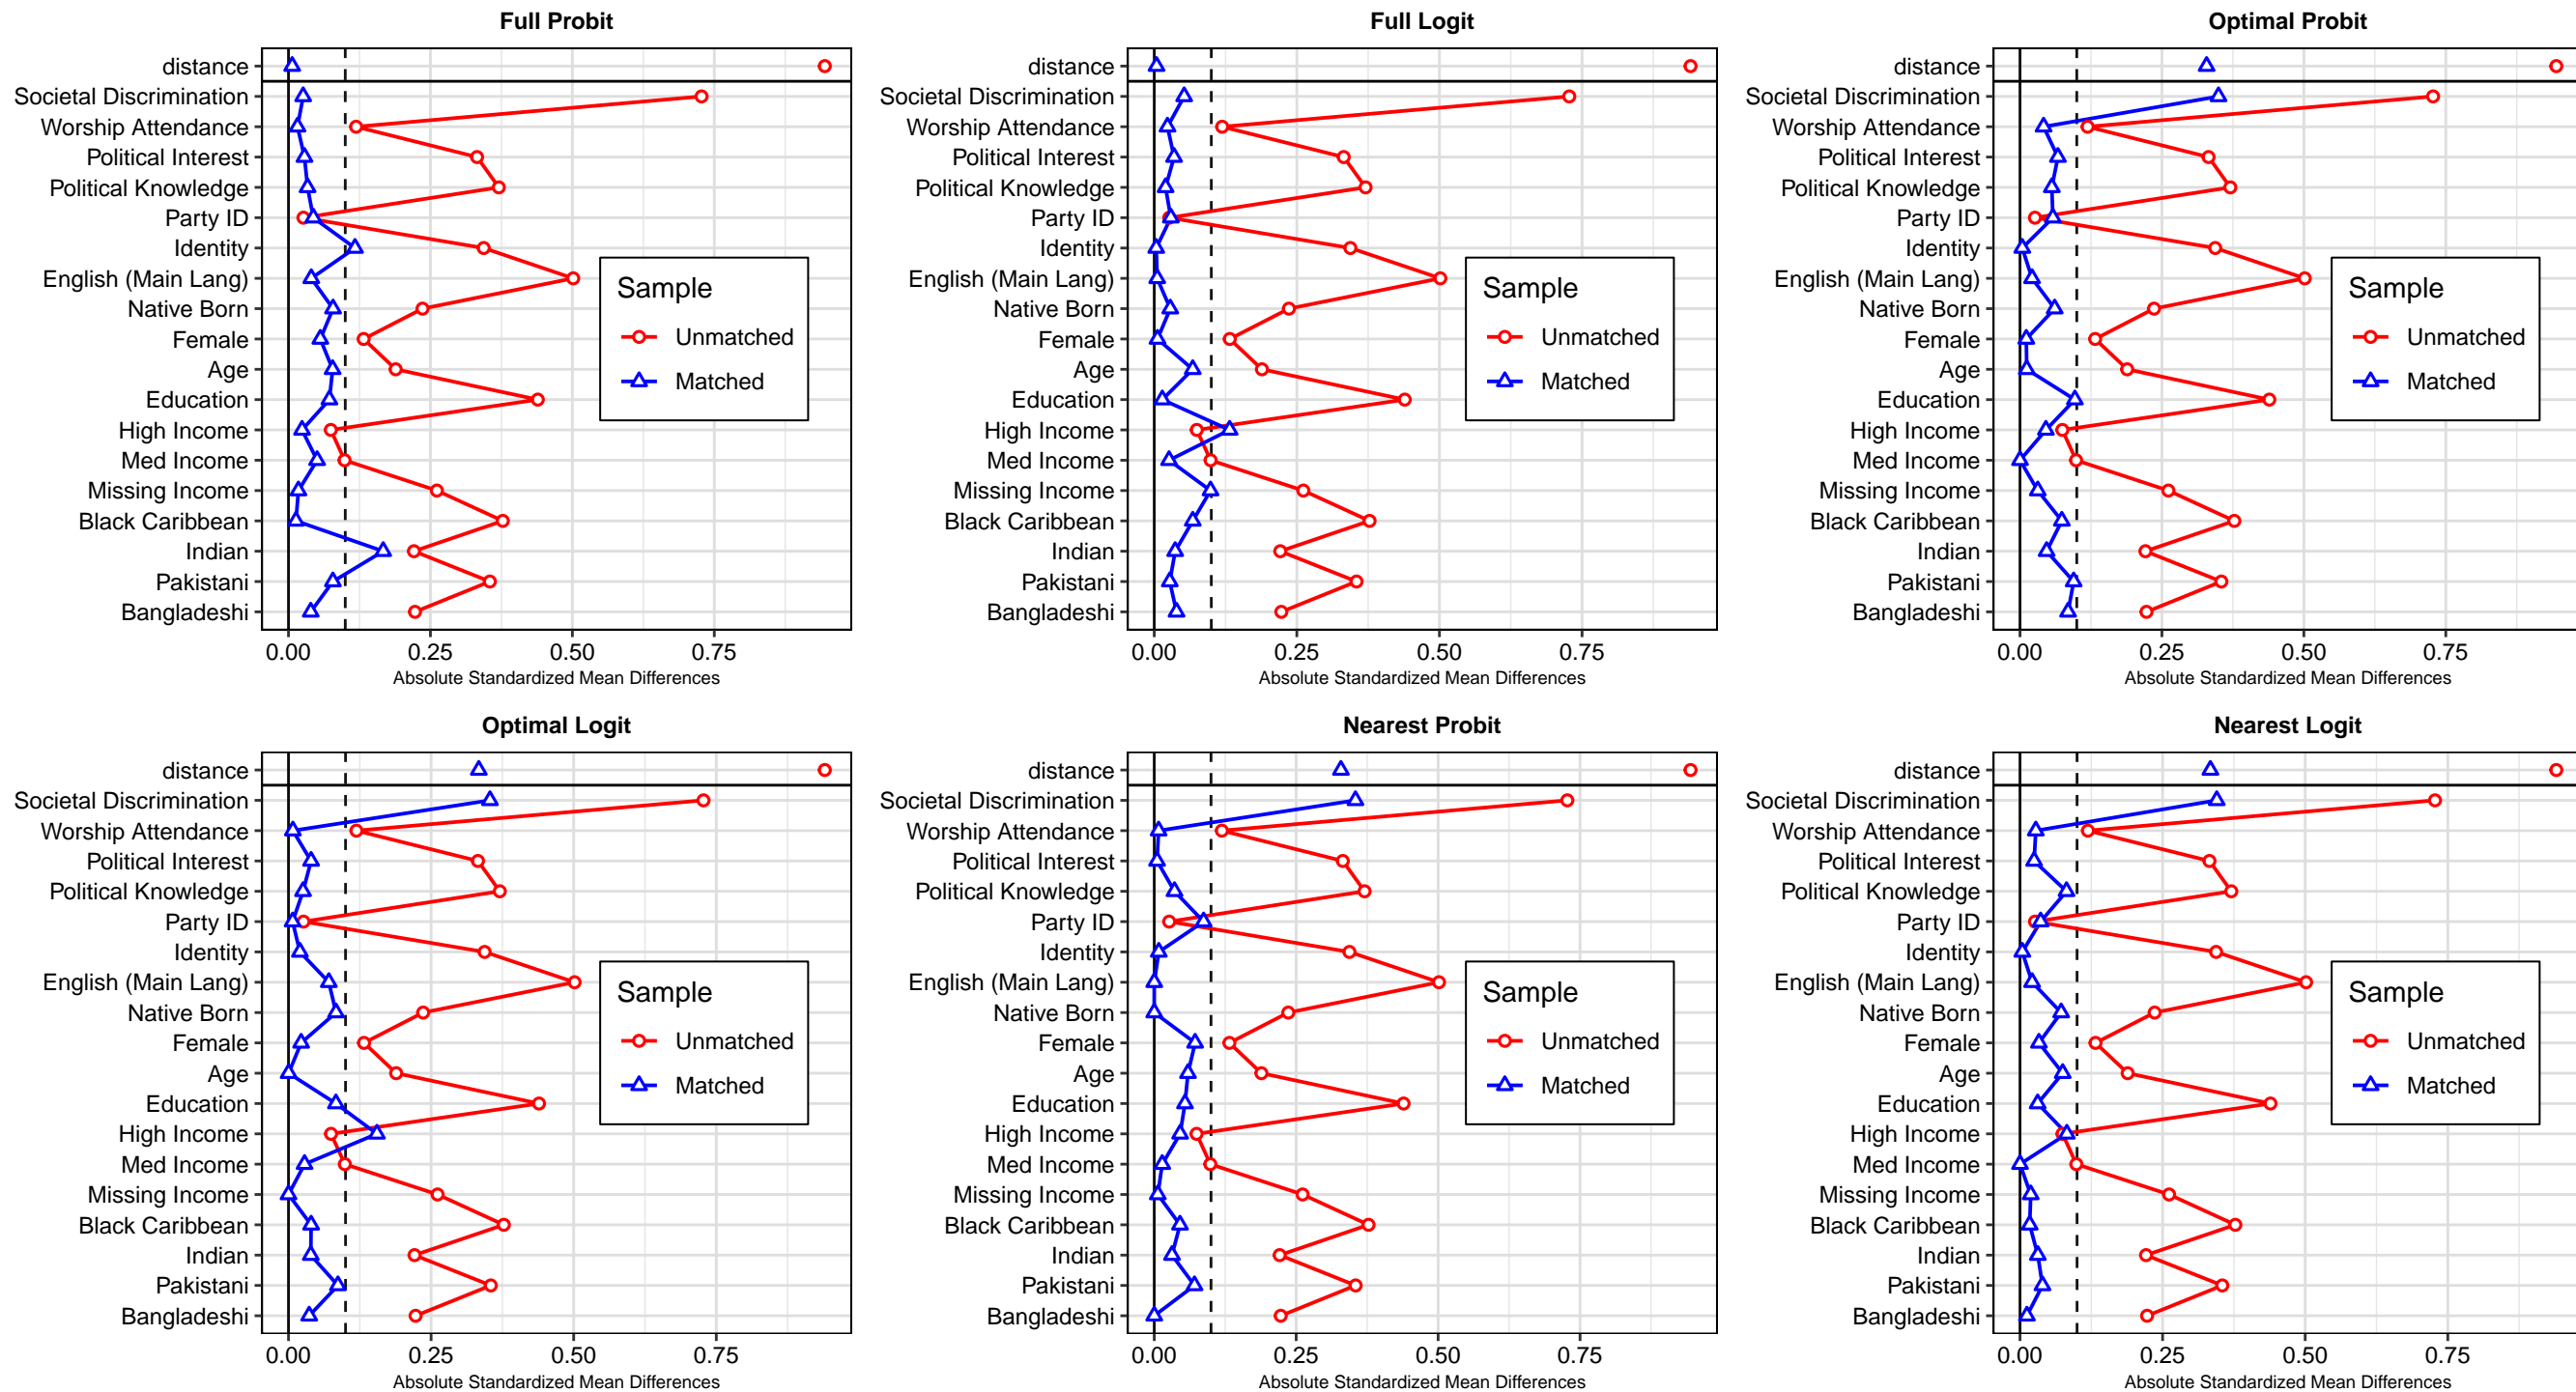 Full Probit
distance
Societal Discrimination
Worship Attendance
Political Interest
Political Knowledge
Party ID
Identity
English (Main Lang)
Native Born
Female
Age
Education
High Income
Med Income
Missing Income
Black Caribbean
Indian
Pakistani
Bangladeshi
Sample
Unmatched
Matched
0.00 0.25 0.50 0.75
Absolute Standardized Mean Differences
Full Logit
distance
Societal Discrimination
Worship Attendance
Political Interest
Political Knowledge
Party ID
Identity
English (Main Lang)
Native Born
Female
Age
Education
High Income
Med Income
Missing Income
Black Caribbean
Indian
Pakistani
Bangladeshi
Sample
Unmatched
Matched
0.00 0.25 0.50 0.75
Absolute Standardized Mean Differences
Optimal Probit
distance
Societal Discrimination
Worship Attendance
Political Interest
Political Knowledge
Party ID
Identity
English (Main Lang)
Native Born
Female
Age
Education
High Income
Med Income
Missing Income
Black Caribbean
Indian
Pakistani
Bangladeshi
Sample
Unmatched
Matched
0.00 0.25 0.50 0.75
Absolute Standardized Mean Differences
Optimal Logit
distance
Societal Discrimination
Worship Attendance
Political Interest
Political Knowledge
Party ID
Identity
English (Main Lang)
Native Born
Female
Age
Education
High Income
Med Income
Missing Income
Black Caribbean
Indian
Pakistani
Bangladeshi
Sample
Unmatched
Matched
0.00 0.25 0.50 0.75
Absolute Standardized Mean Differences
Nearest Probit
distance
Societal Discrimination
Worship Attendance
Political Interest
Political Knowledge
Party ID
Identity
English (Main Lang)
Native Born
Female
Age
Education
High Income
Med Income
Missing Income
Black Caribbean
Indian
Pakistani
Bangladeshi
Sample
Unmatched
Matched
0.00 0.25 0.50 0.75
Absolute Standardized Mean Differences
Nearest Logit
distance
Societal Discrimination
Worship Attendance
Political Interest
Political Knowledge
Party ID
Identity
English (Main Lang)
Native Born
Female
Age
Education
High Income
Med Income
Missing Income
Black Caribbean
Indian
Pakistani
Bangladeshi
Sample
Unmatched
Matched
0.00 0.25 0.50 0.75
Absolute Standardized Mean Differences